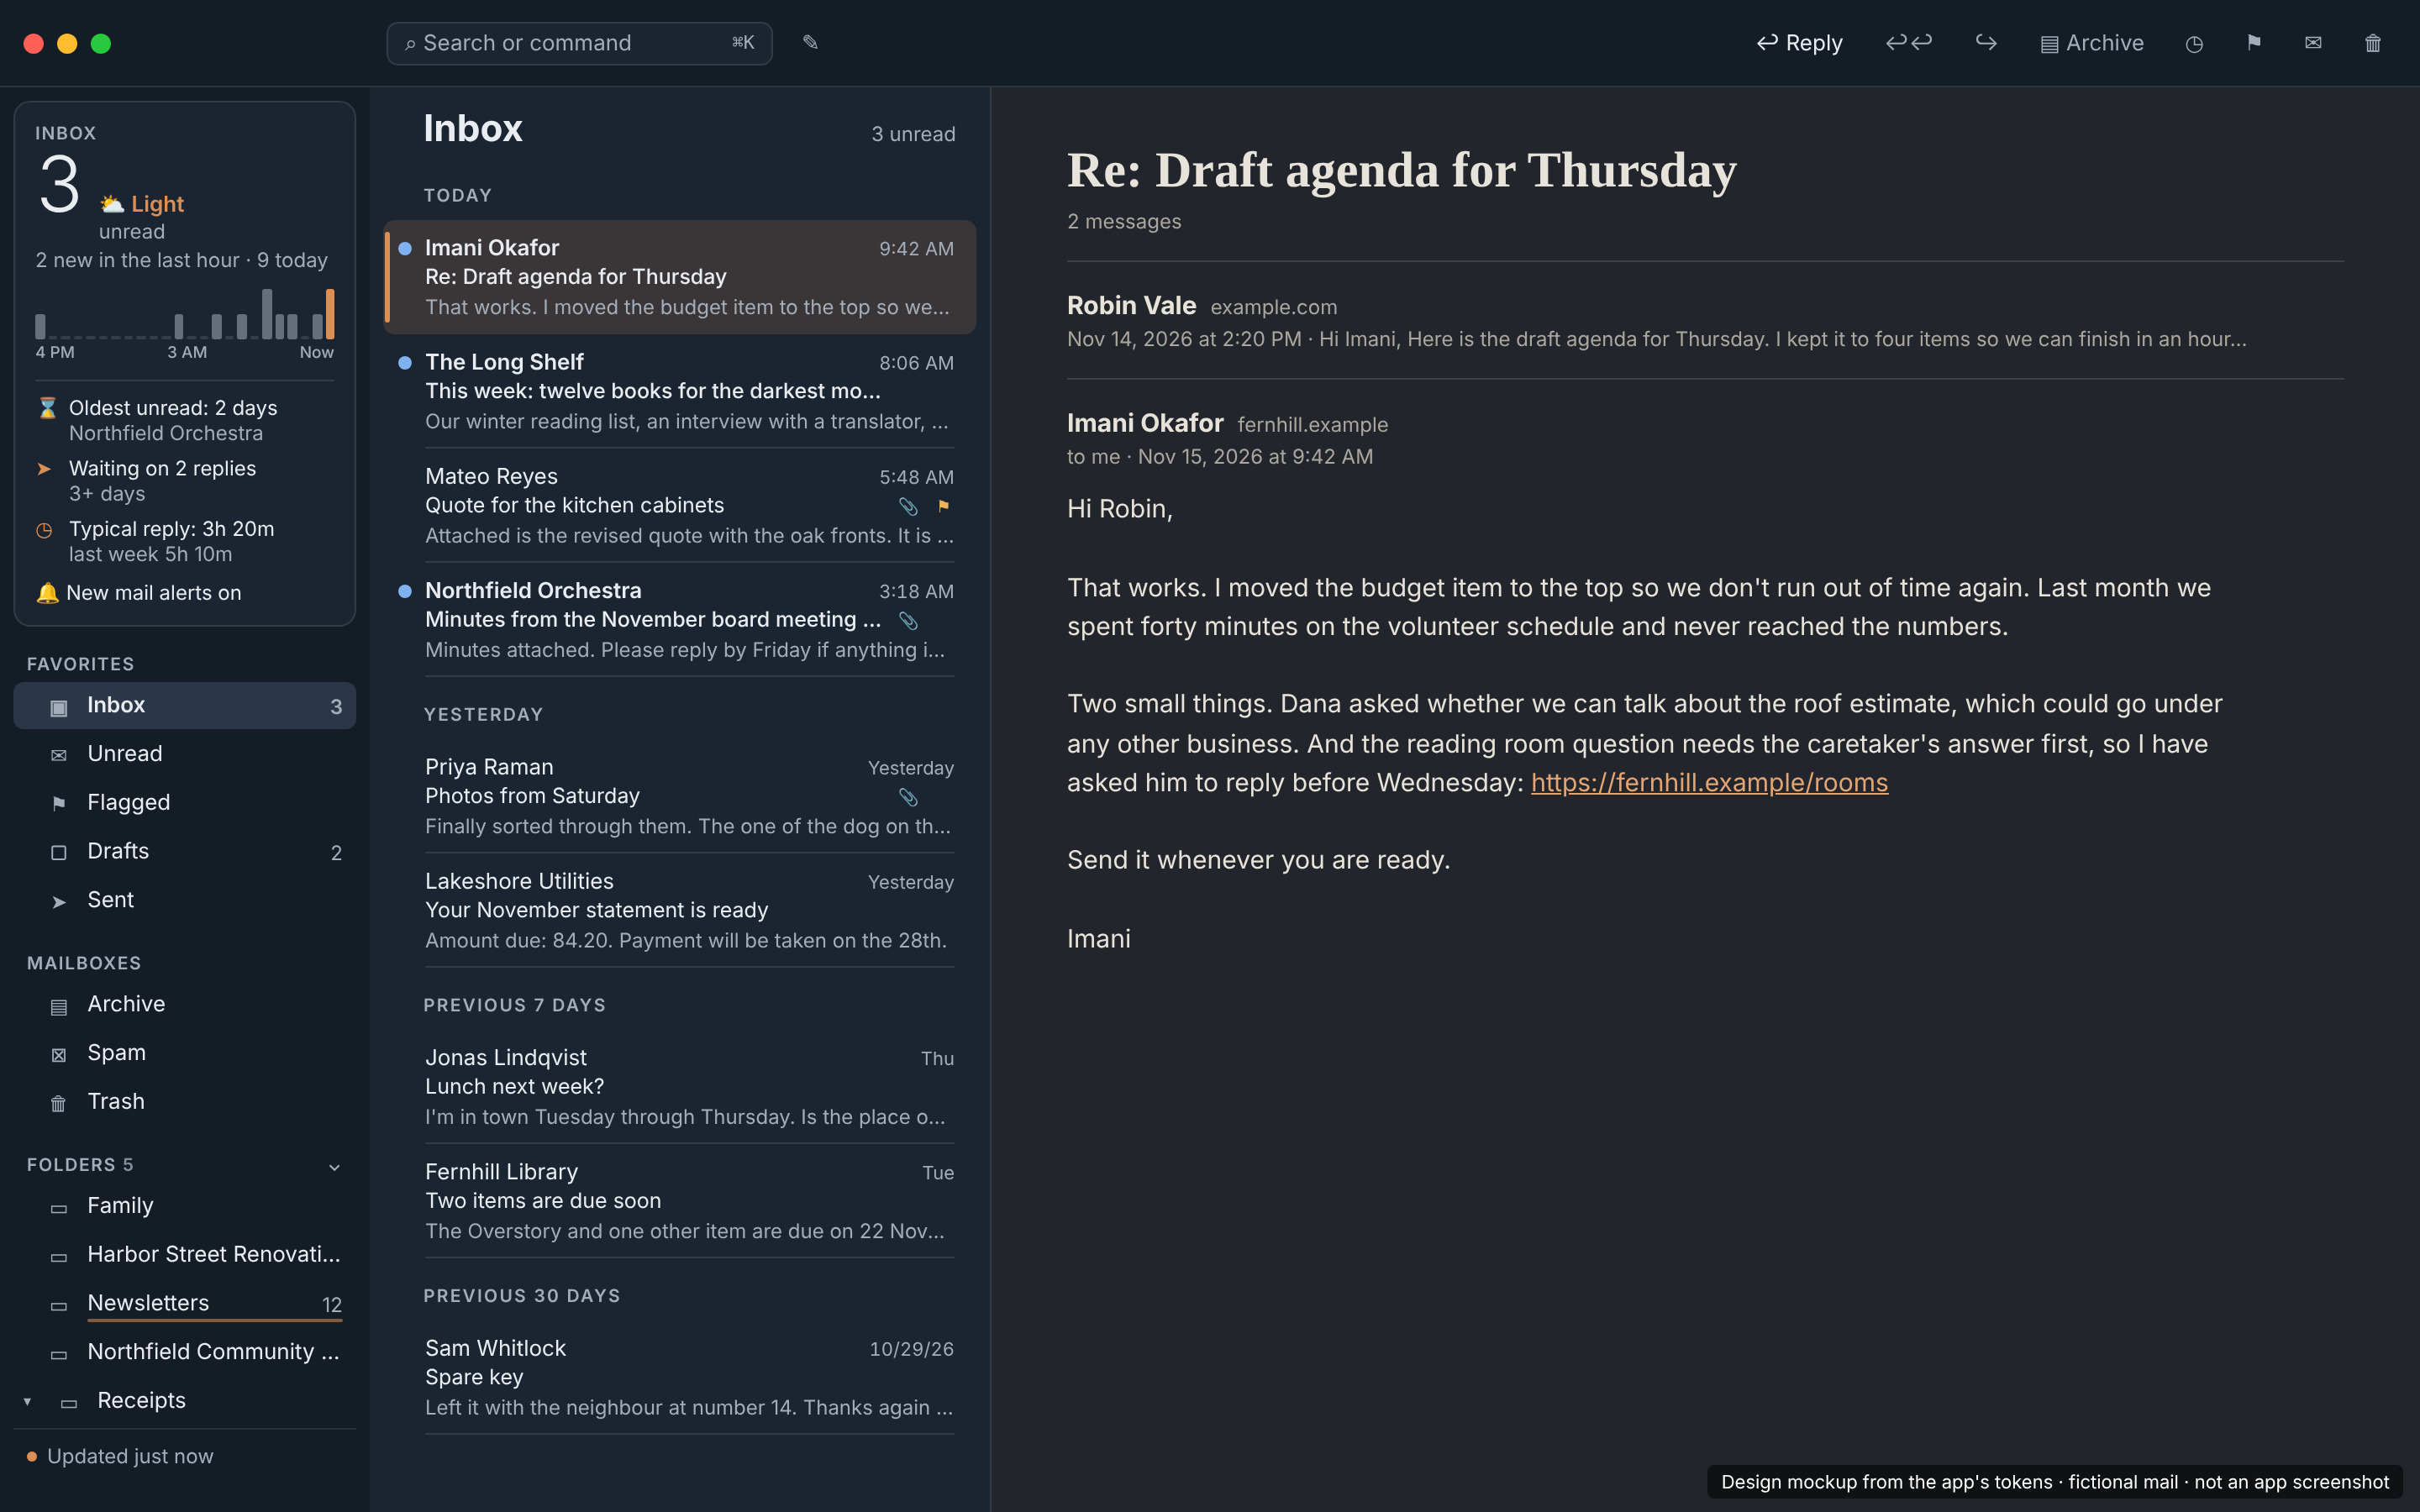 Search or command ⌘K
Reply
Archive
INBOX
3
Light
unread
2 new in the last hour · 9 today
4 PM 3 AM Now
Oldest unread: 2 days
Northfield Orchestra
Waiting on 2 replies
3+ days
Typical reply: 3h 20m
last week 5h 10m
New mail alerts on
FAVORITES
Inbox 3
Unread
Flagged
Drafts 2
Sent
MAILBOXES
Archive
Spam
Trash
FOLDERS 5
Family
Harbor Street Renovati...
Newsletters 12
Northfield Community ...
Receipts
Updated just now
Inbox 3 unread
TODAY
Imani Okafor 9:42 AM
Re: Draft agenda for Thursday
That works. I moved the budget item to the top so we...
The Long Shelf 8:06 AM
This week: twelve books for the darkest mo...
Our winter reading list, an interview with a translator, ...
Mateo Reyes 5:48 AM
Quote for the kitchen cabinets
Attached is the revised quote with the oak fronts. It is ...
Northfield Orchestra 3:18 AM
Minutes from the November board meeting ...
Minutes attached. Please reply by Friday if anything i...
YESTERDAY
Priya Raman Yesterday
Photos from Saturday
Finally sorted through them. The one of the dog on th...
Lakeshore Utilities Yesterday
Your November statement is ready
Amount due: 84.20. Payment will be taken on the 28th.
PREVIOUS 7 DAYS
Jonas Lindqvist Thu
Lunch next week?
I'm in town Tuesday through Thursday. Is the place o...
Fernhill Library Tue
Two items are due soon
The Overstory and one other item are due on 22 Nov...
PREVIOUS 30 DAYS
Sam Whitlock 10/29/26
Spare key
Left it with the neighbour at number 14. Thanks again ...
Re: Draft agenda for Thursday
2 messages
Robin Vale example.com
Nov 14, 2026 at 2:20 PM · Hi Imani, Here is the draft agenda for Thursday. I kept it to four items so we can finish in an hour...
Imani Okafor fernhill.example
to me · Nov 15, 2026 at 9:42 AM
Hi Robin,
That works. I moved the budget item to the top so we don't run out of time again. Last month we
spent forty minutes on the volunteer schedule and never reached the numbers.
Two small things. Dana asked whether we can talk about the roof estimate, which could go under
any other business. And the reading room question needs the caretaker's answer first, so I have
asked him to reply before Wednesday: https://fernhill.example/rooms
Send it whenever you are ready.
Imani
Design mockup from the app's tokens · fictional mail · not an app screenshot